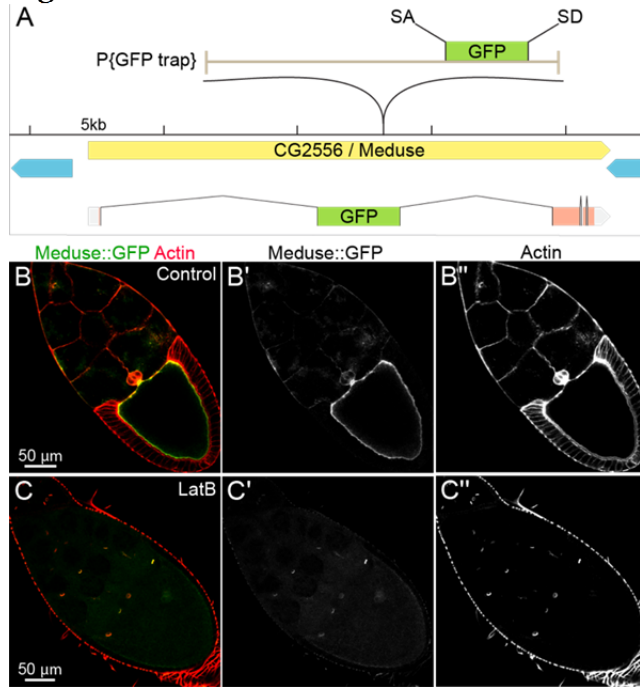 A
SA SD
GFP
P{GFP trap}
5kb
CG2556 / Meduse
GFP
Meduse::GFP Actin Meduse::GFP Actin
B Control B' B''
50 µm
C LatB C' C''
50 µm